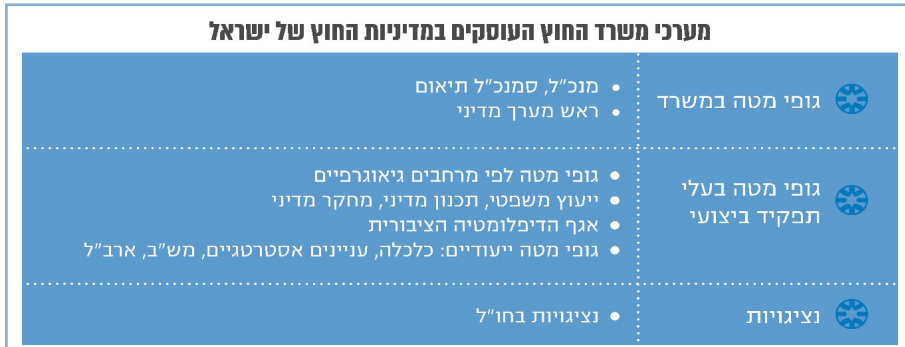 מערכי משרד החוץ העוסקים במדיניות החוץ של ישראל
גופי מטה במשרד
• מנכ"ל, סמנכ"ל תיאום
• ראש מערך מדיני
גופי מטה בעלי
תפקיד ביצועי
• גופי מטה לפי מרחבים גיאוגרפיים
• ייעוץ משפטי, תכנון מדיני, מחקר מדיני
• אגף הדיפלומטיה הציבורית
• גופי מטה ייעודיים: כלכלה, עניינים אסטרטגיים, מש"ב, ארב"ל
נציגויות
• נציגויות בחו"ל